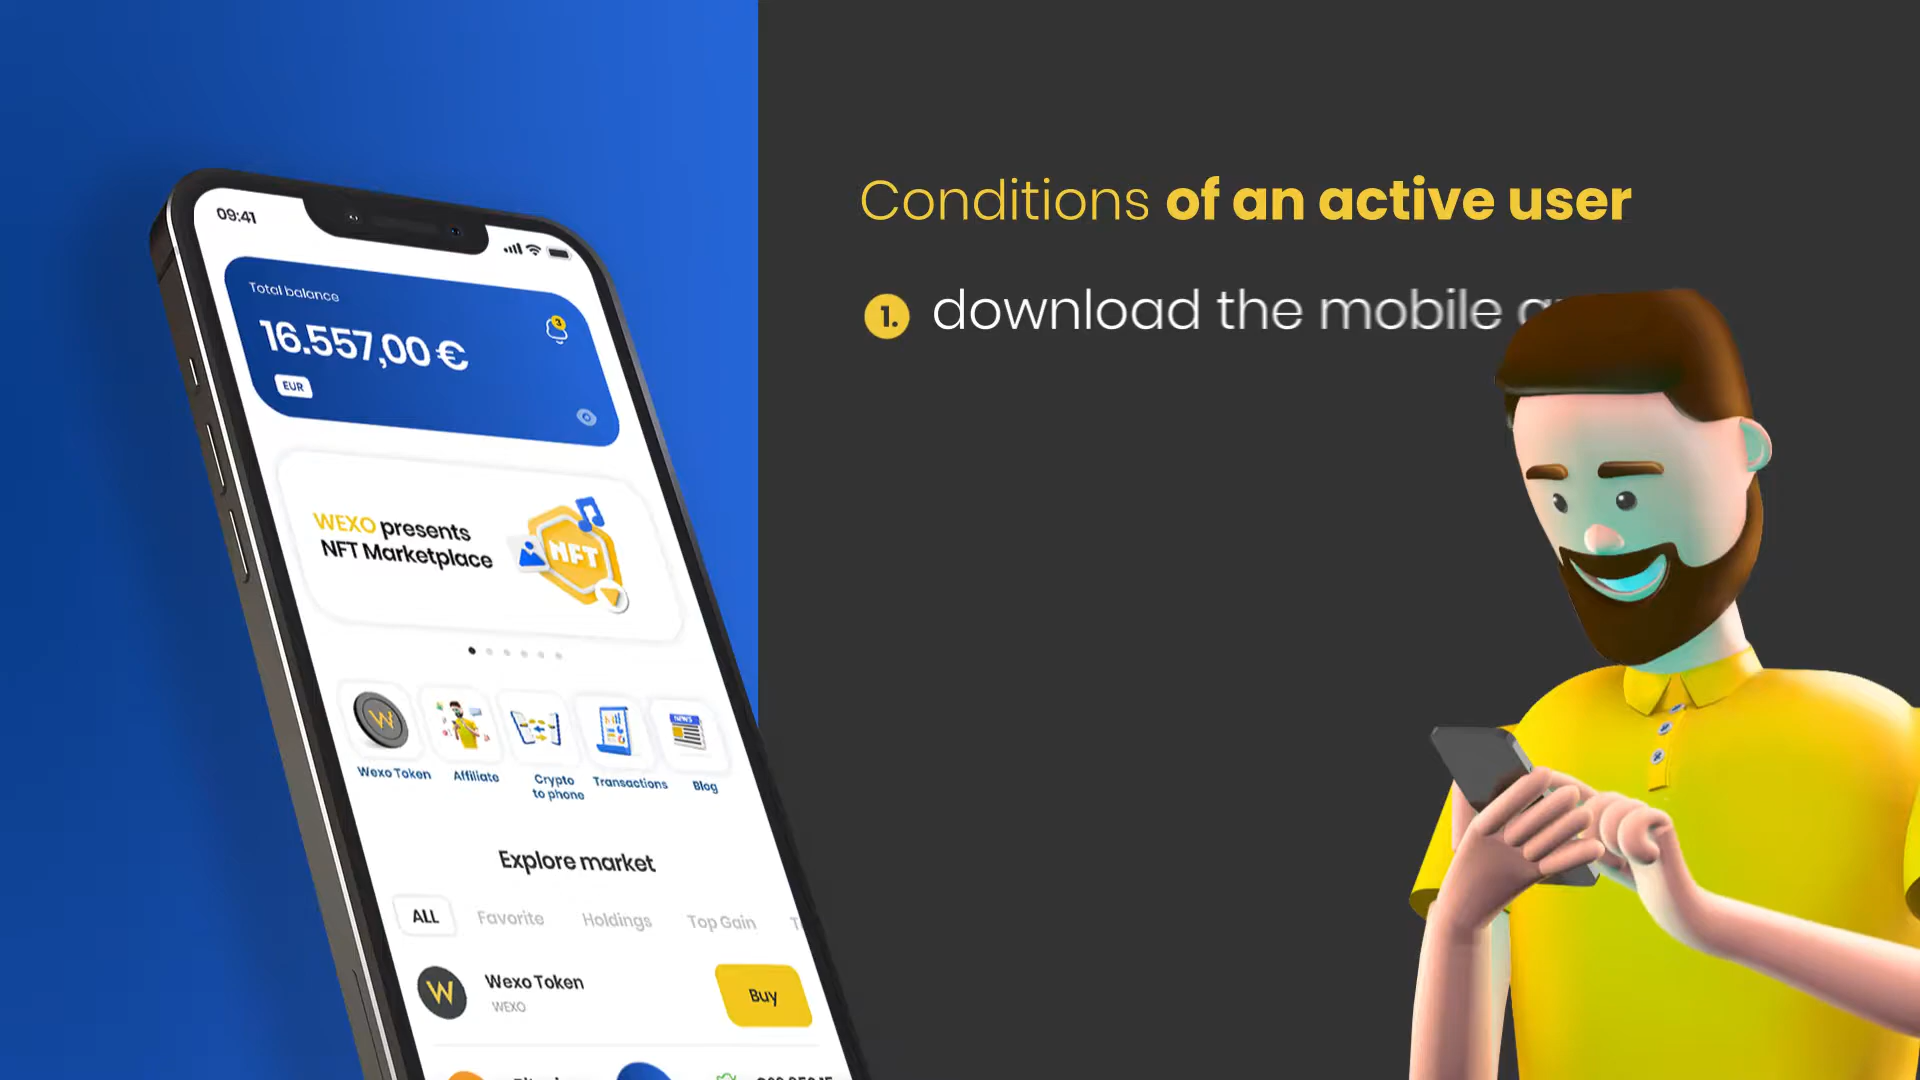 09:41
Total balance
16.557,00 €
EUR
WEXO presents
NFT Marketplace
NFT
Wexo Token
Affiliate
Crypto
to phone
Transactions
NEWS
Blog
Explore market
ALL Favorite Holdings Top Gain
W
Wexo Token
WEXO
Buy
Conditions of an active user
1. download the mobile